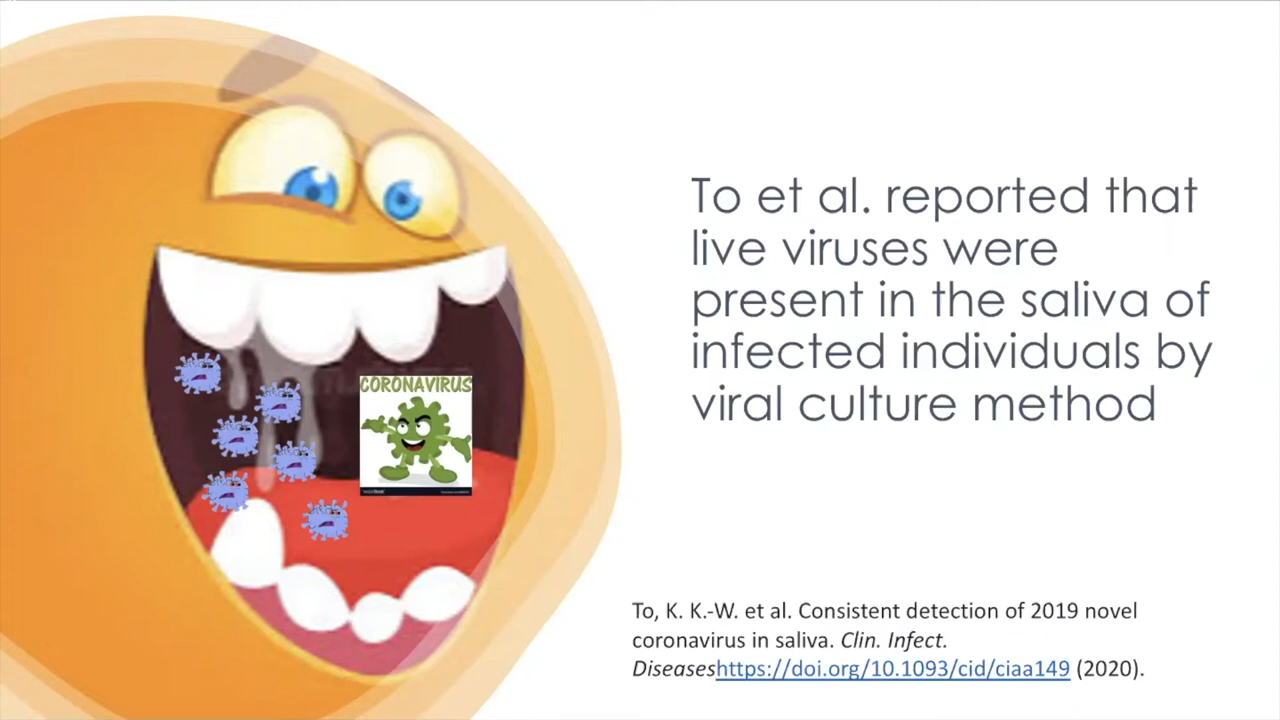 CORONAVIRUS
To et al. reported that
live viruses were
present in the saliva of
infected individuals by
viral culture method
To, K. K.-W. et al. Consistent detection of 2019 novel
coronavirus in saliva. Clin. Infect.
Diseaseshttps://doi.org/10.1093/cid/ciaa149 (2020).